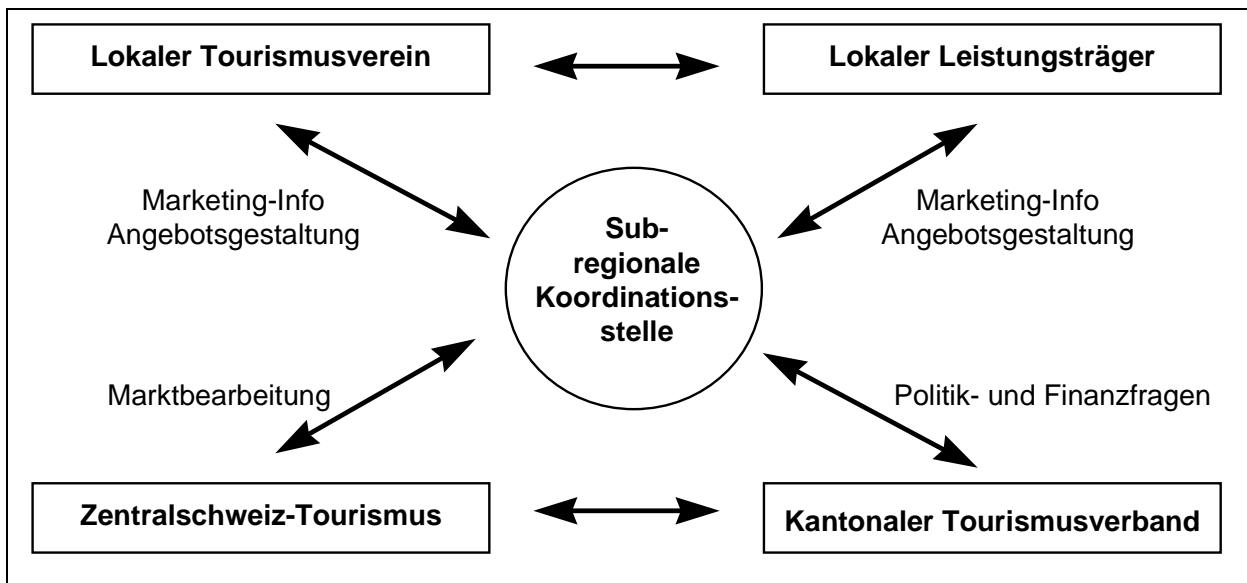 Lokaler Tourismusverein
Lokaler Leistungsträger
Marketing-Info
Angebotsgestaltung
Sub-
regionale
Koordinations-
stelle
Marketing-Info
Angebotsgestaltung
Marktbearbeitung
Politik- und Finanzfragen
Zentralschweiz-Tourismus
Kantonaler Tourismusverband